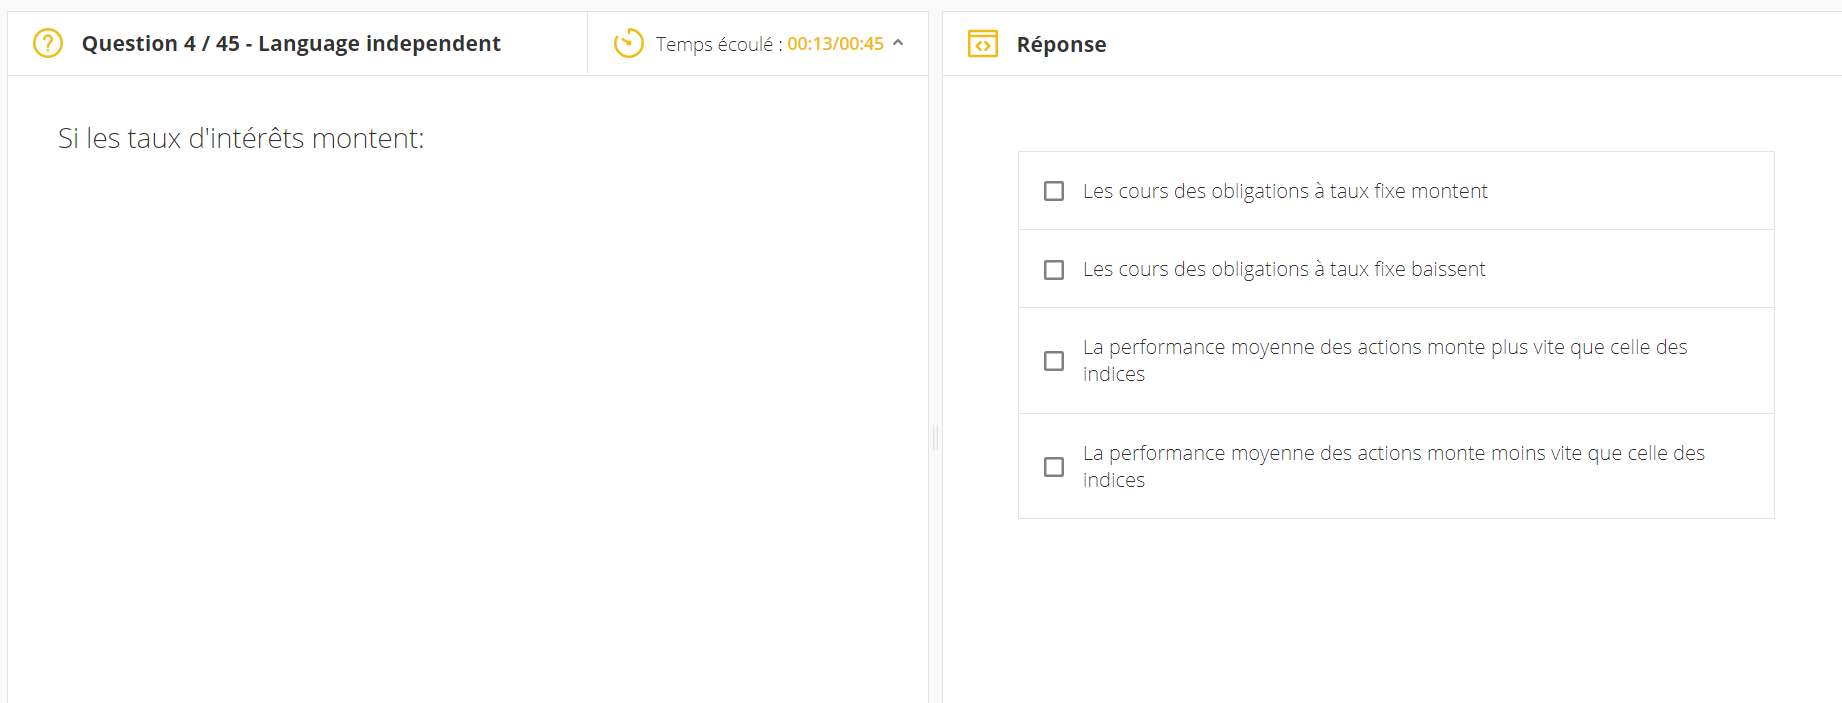 Question 4 / 45 - Language independent
Temps écoulé : 00:13/00:45
Si les taux d'intérêts montent:
Réponse
Les cours des obligations à taux fixe montent
Les cours des obligations à taux fixe baissent
La performance moyenne des actions monte plus vite que celle des
indices
La performance moyenne des actions monte moins vite que celle des
indices